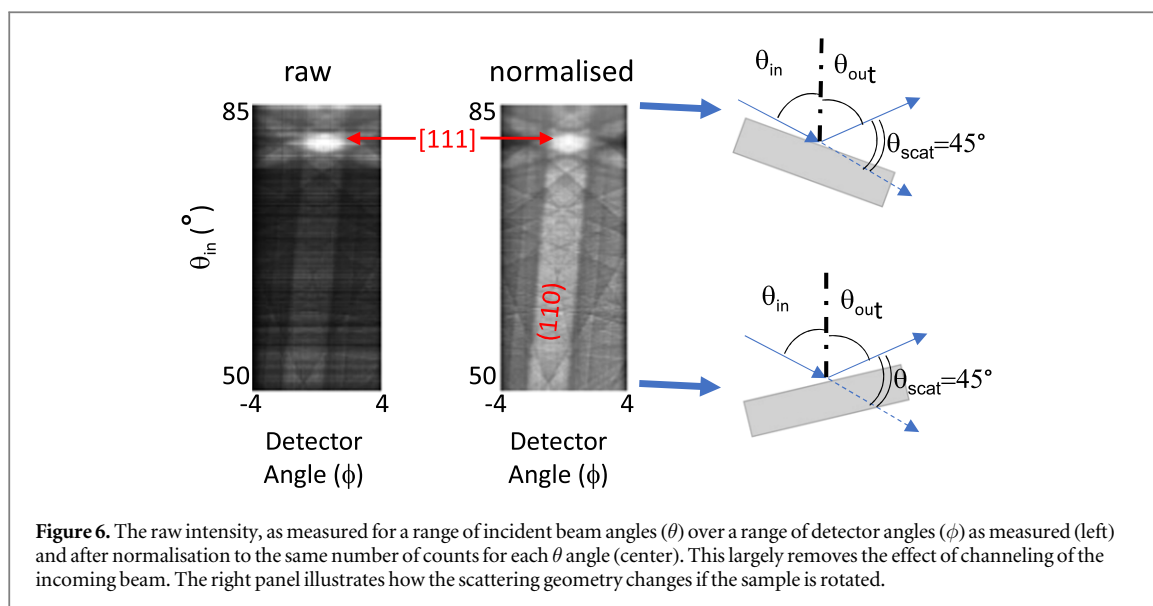 raw
normalised
85
50
-4
4
θin (°)
Detector
Angle (ϕ)
[111]
85
50
-4
4
(110)
Detector
Angle (ϕ)
θin
θout
θscat=45°
θin
θout
θscat=45°
Figure 6. The raw intensity, as measured for a range of incident beam angles (θ) over a range of detector angles (ϕ) as measured (left)
and after normalisation to the same number of counts for each θ angle (center). This largely removes the effect of channeling of the
incoming beam. The right panel illustrates how the scattering geometry changes if the sample is rotated.